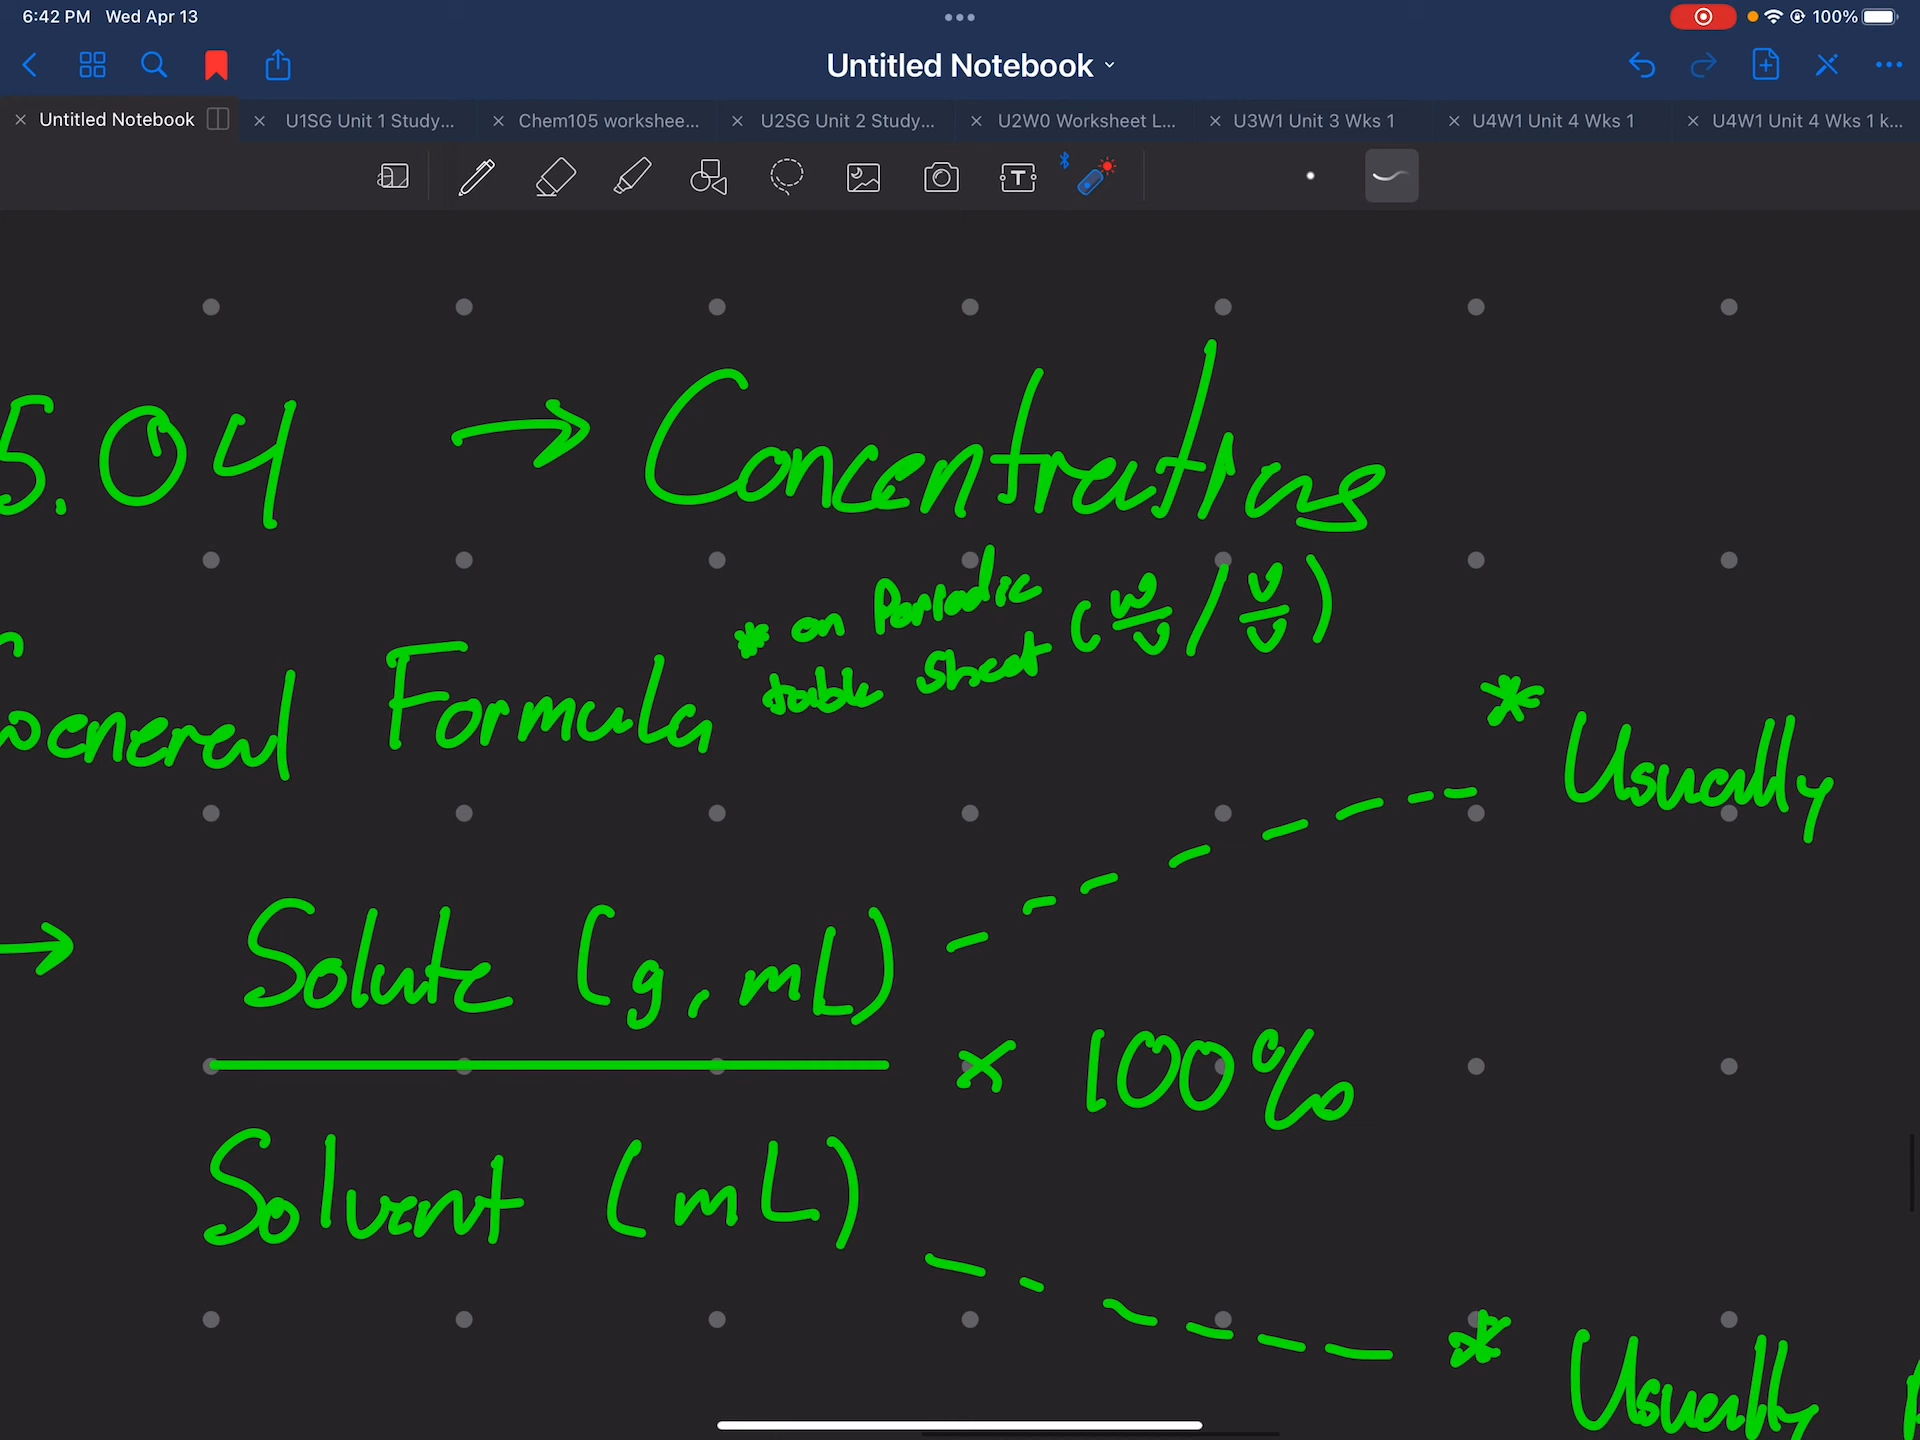 6:42 PM Wed Apr 13
100%
Untitled Notebook
Untitled Notebook
U1SG Unit 1 Study...
Chem105 workshee...
U2SG Unit 2 Study...
U2W0 Worksheet L...
U3W1 Unit 3 Wks 1
U4W1 Unit 4 Wks 1
U4W1 Unit 4 Wks 1 k...
5.04 → Concentrations
General Formula * on Periodic table sheet (w/v / v/v)
* Usually
→ Solute (g, mL)
× 100%
Solvent (mL)
* Usually